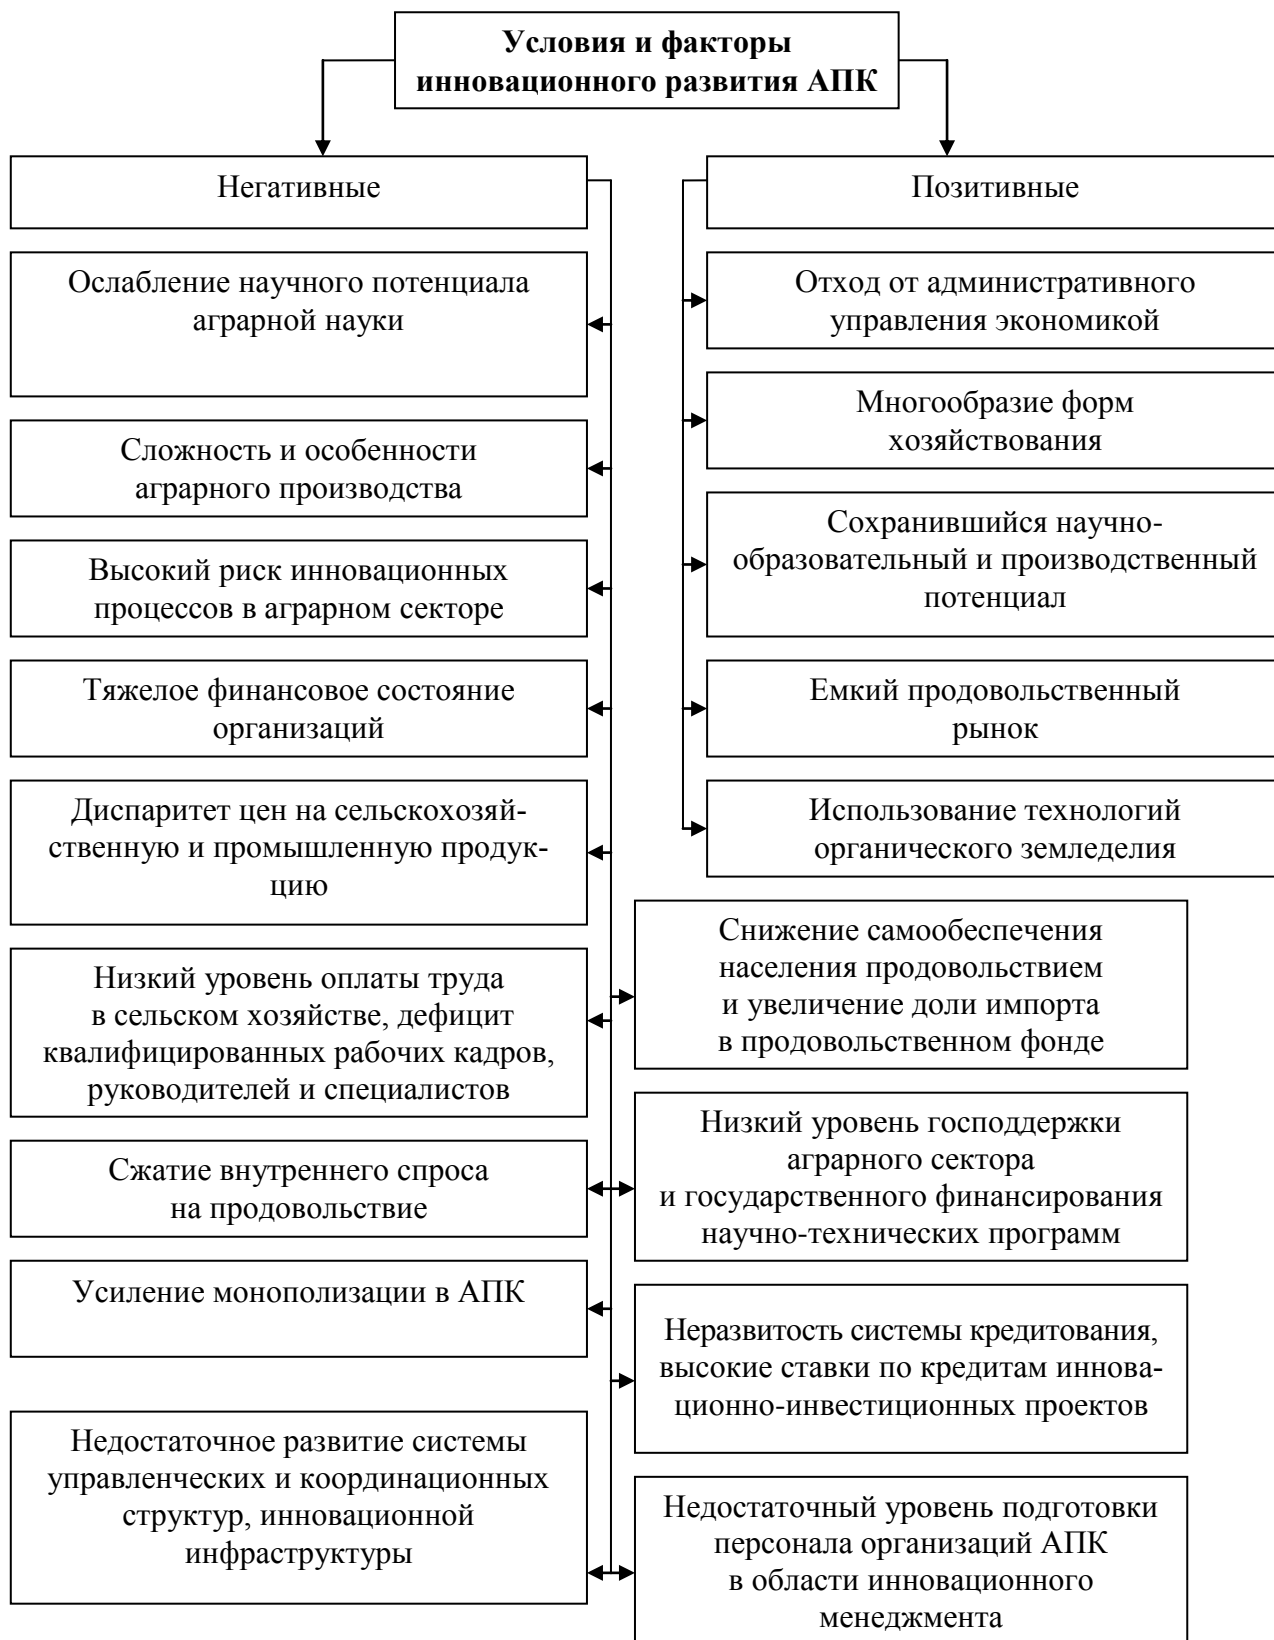 Условия и факторы
инновационного развития АПК
Негативные
Ослабление научного потенциала
аграрной науки
Сложность и особенности
аграрного производства
Высокий риск инновационных
процессов в аграрном секторе
Тяжелое финансовое состояние
организаций
Диспаритет цен на сельскохозяй-
ственную и промышленную продук-
цию
Низкий уровень оплаты труда
в сельском хозяйстве, дефицит
квалифицированных рабочих кадров,
руководителей и специалистов
Сжатие внутреннего спроса
на продовольствие
Усиление монополизации в АПК
Недостаточное развитие системы
управленческих и координационных
структур, инновационной
инфраструктуры
Позитивные
Отход от административного
управления экономикой
Многообразие форм
хозяйствования
Сохранившийся научно-
образовательный и производственный
потенциал
Емкий продовольственный
рынок
Использование технологий
органического земледелия
Снижение самообеспечения
населения продовольствием
и увеличение доли импорта
в продовольственном фонде
Низкий уровень господдержки
аграрного сектора
и государственного финансирования
научно-технических программ
Неразвитость системы кредитования,
высокие ставки по кредитам иннова-
ционно-инвестиционных проектов
Недостаточный уровень подготовки
персонала организаций АПК
в области инновационного
менеджмента